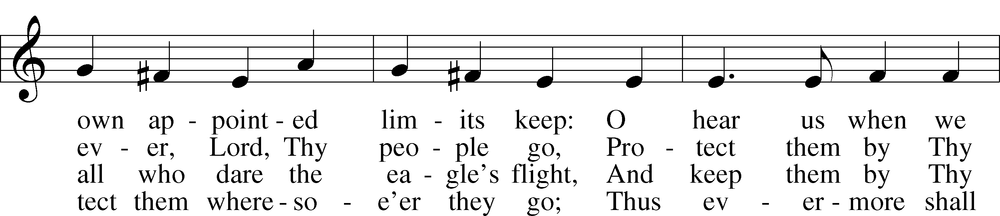 own ap - point - ed lim - its keep: O hear us when we
ev - er, Lord, Thy peo - ple go, Pro - tect them by Thy
all who dare the ea - gle's flight, And keep them by Thy
tect them where - so - e'er they go; Thus ev - er - more shall